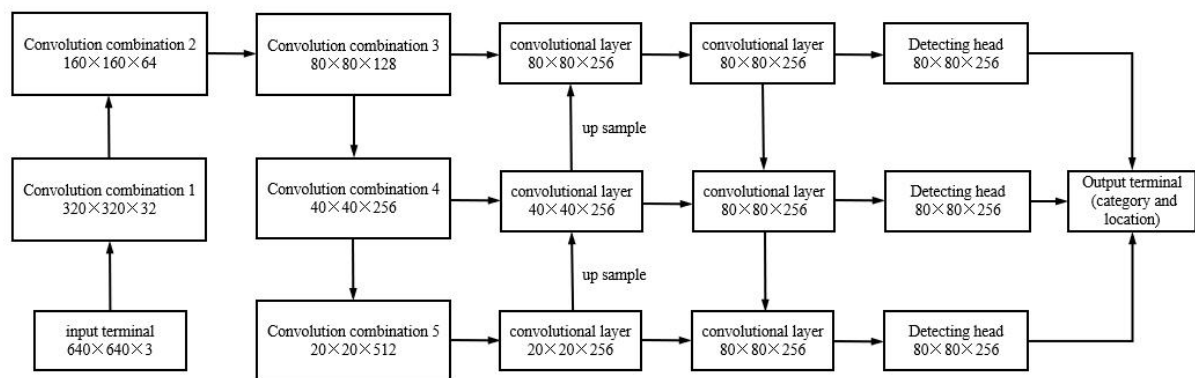 Convolution combination 2
160×160×64
Convolution combination 3
80×80×128
convolutional layer
80×80×256
convolutional layer
80×80×256
Detecting head
80×80×256
up sample
Convolution combination 1
320×320×32
Convolution combination 4
40×40×256
convolutional layer
40×40×256
convolutional layer
80×80×256
Detecting head
80×80×256
Output terminal
(category and
location)
up sample
input terminal
640×640×3
Convolution combination 5
20×20×512
convolutional layer
20×20×256
convolutional layer
80×80×256
Detecting head
80×80×256